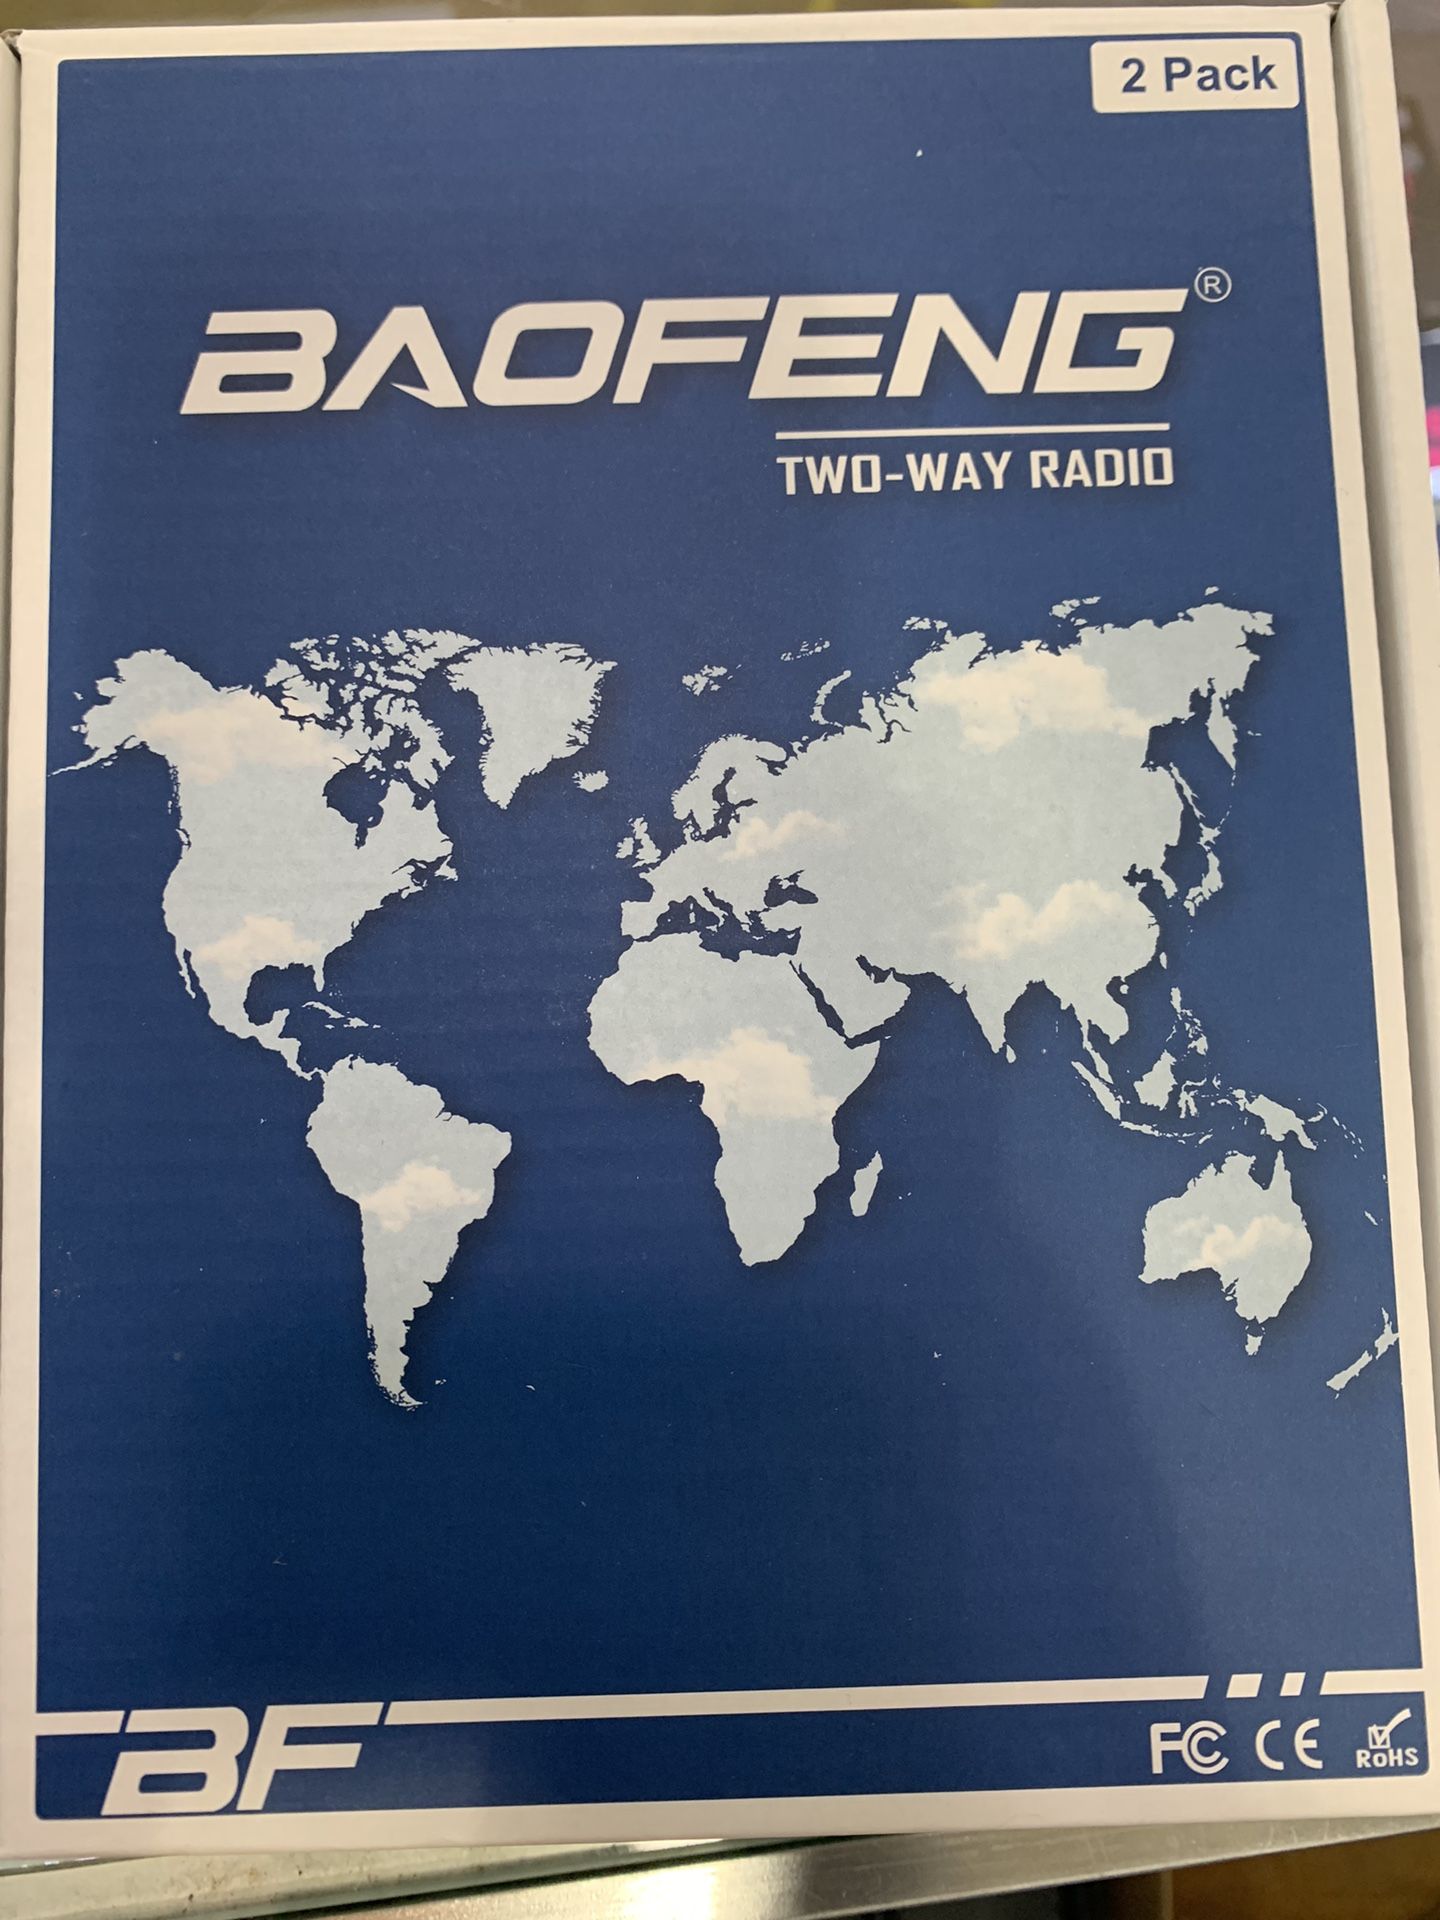 2 Pack
BAOFENG®
TWO-WAY RADIO
BF
FC CE RoHS